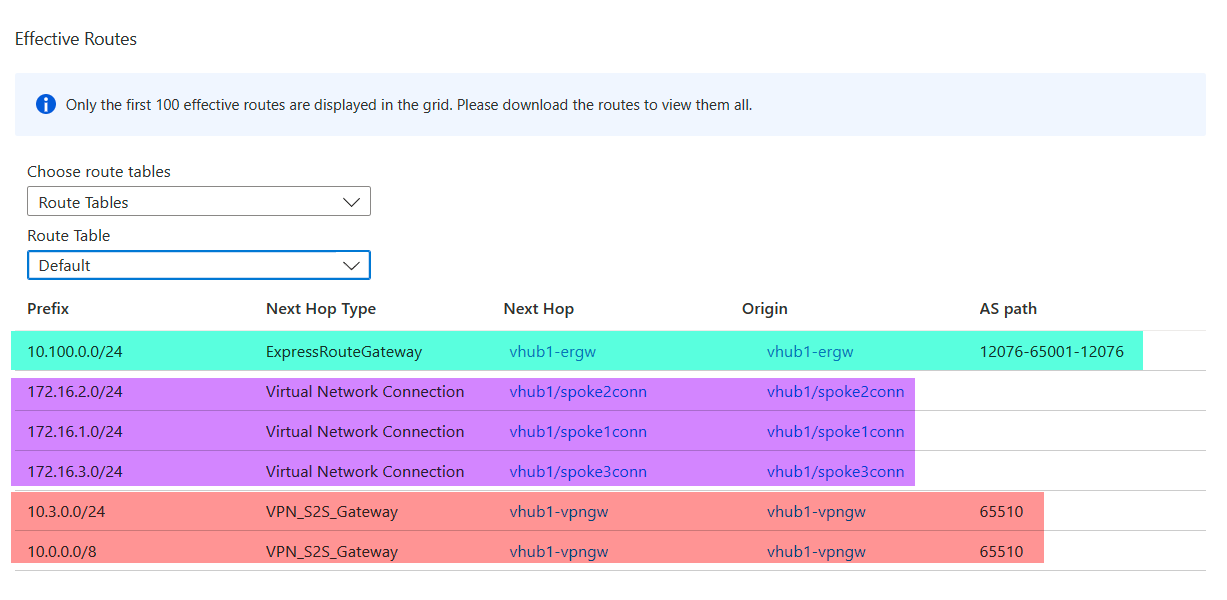 Effective Routes
Only the first 100 effective routes are displayed in the grid. Please download the routes to view them all.
Choose route tables
Route Tables
Route Table
Default
Prefix Next Hop Type Next Hop Origin AS path
10.100.0.0/24 ExpressRouteGateway vhub1-ergw vhub1-ergw 12076-65001-12076
172.16.2.0/24 Virtual Network Connection vhub1/spoke2conn vhub1/spoke2conn
172.16.1.0/24 Virtual Network Connection vhub1/spoke1conn vhub1/spoke1conn
172.16.3.0/24 Virtual Network Connection vhub1/spoke3conn vhub1/spoke3conn
10.3.0.0/24 VPN_S2S_Gateway vhub1-vpngw vhub1-vpngw 65510
10.0.0.0/8 VPN_S2S_Gateway vhub1-vpngw vhub1-vpngw 65510